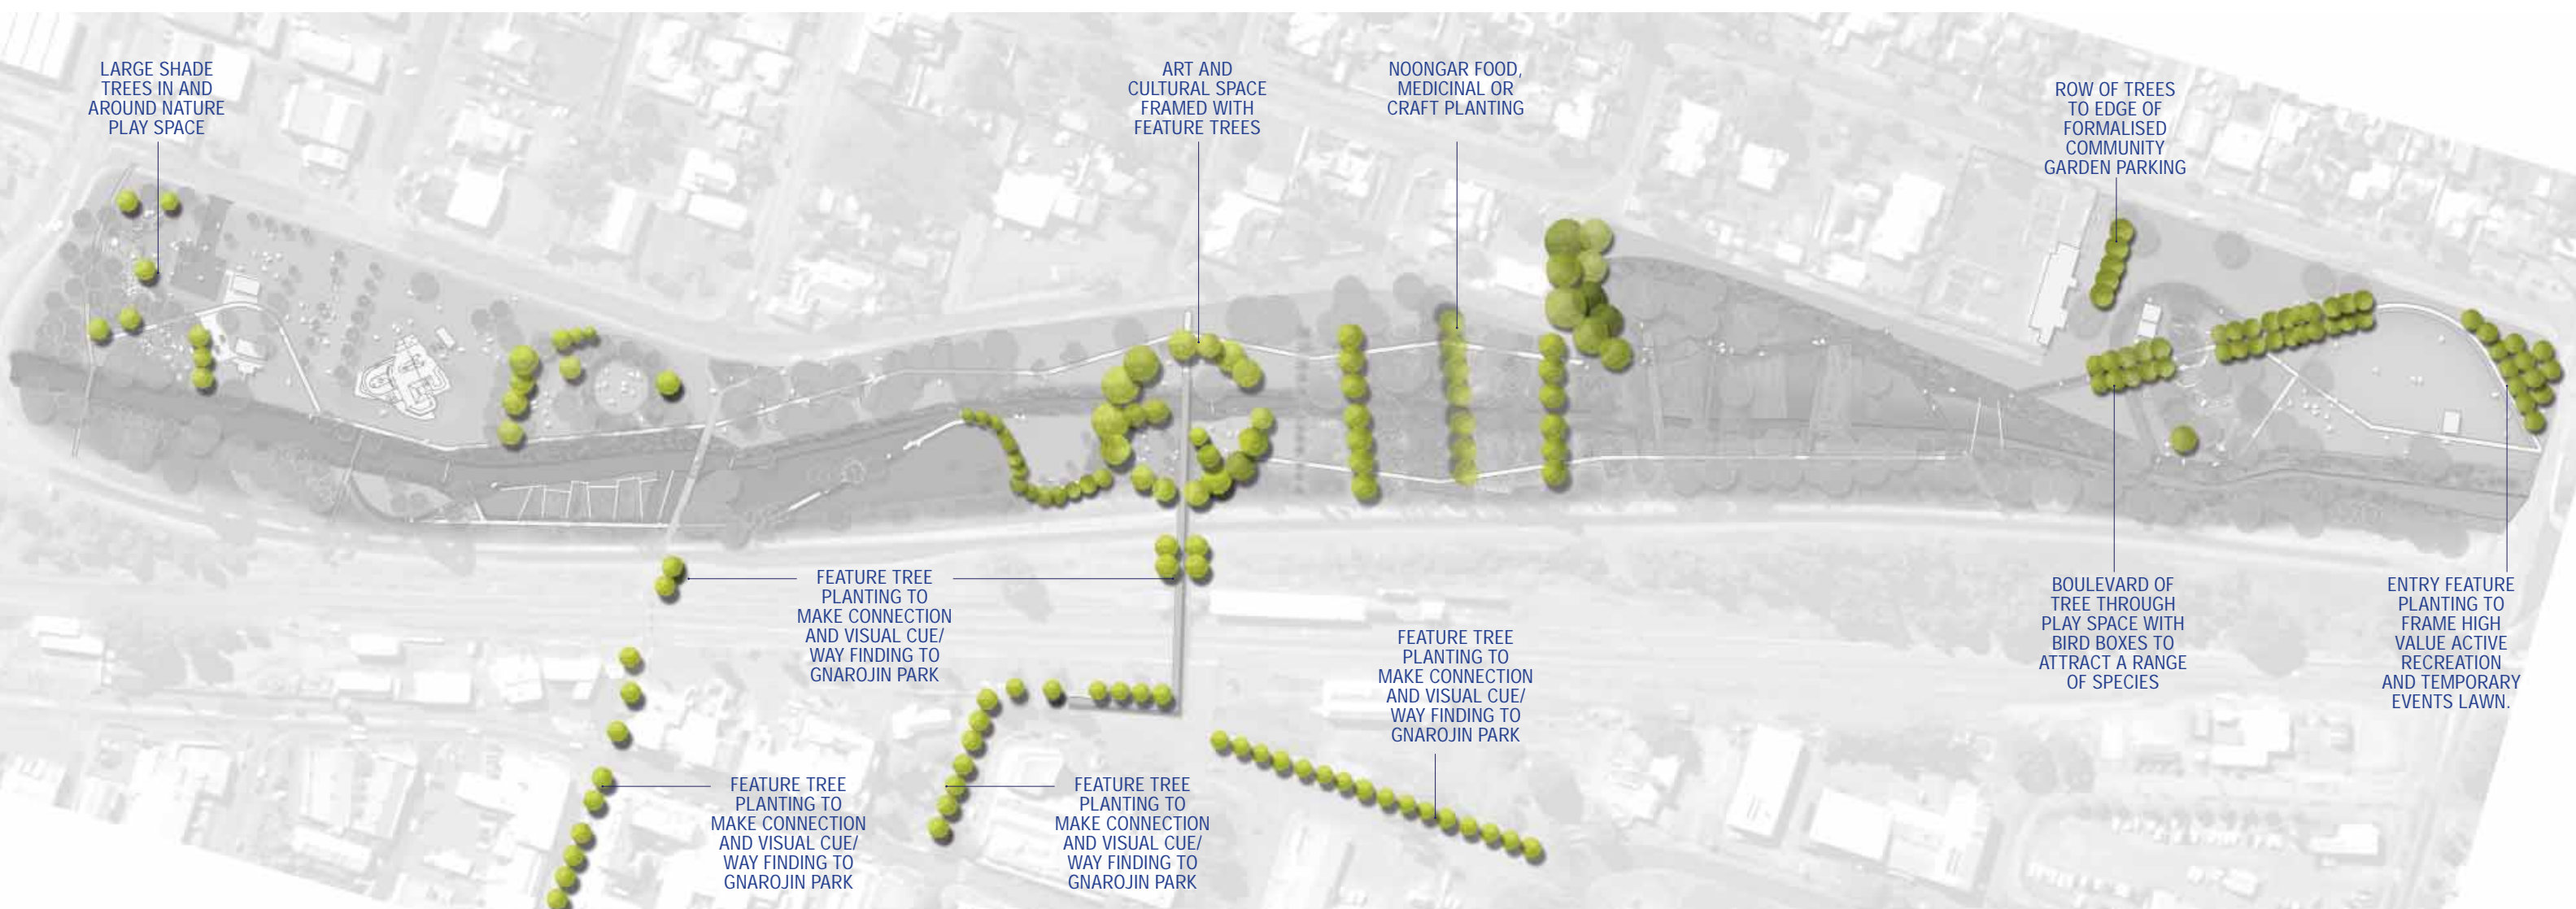 LARGE SHADE
TREES IN AND
AROUND NATURE
PLAY SPACE
ART AND
CULTURAL SPACE
FRAMED WITH
FEATURE TREES
NOONGAR FOOD,
MEDICINAL OR
CRAFT PLANTING
ROW OF TREES
TO EDGE OF
FORMALISED
COMMUNITY
GARDEN PARKING
FEATURE TREE
PLANTING TO
MAKE CONNECTION
AND VISUAL CUE/
WAY FINDING TO
GNAROJIN PARK
FEATURE TREE
PLANTING TO
MAKE CONNECTION
AND VISUAL CUE/
WAY FINDING TO
GNAROJIN PARK
BOULEVARD OF
TREE THROUGH
PLAY SPACE WITH
BIRD BOXES TO
ATTRACT A RANGE
OF SPECIES
ENTRY FEATURE
PLANTING TO
FRAME HIGH
VALUE ACTIVE
RECREATION
AND TEMPORARY
EVENTS LAWN.
FEATURE TREE
PLANTING TO
MAKE CONNECTION
AND VISUAL CUE/
WAY FINDING TO
GNAROJIN PARK
FEATURE TREE
PLANTING TO
MAKE CONNECTION
AND VISUAL CUE/
WAY FINDING TO
GNAROJIN PARK